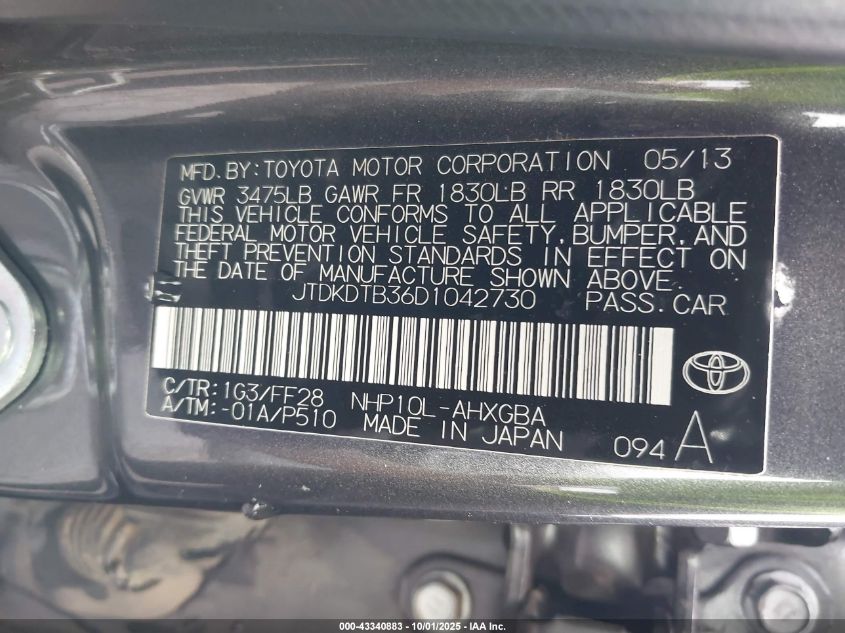 MFD.BY:TOYOTA MOTOR CORPORATION 05/13
GVWR 3475LB GAWR FR 1830LB RR 1830LB
THIS VEHICLE CONFORMS TO ALL APPLICABLE
FEDERAL MOTOR VEHICLE SAFETY,BUMPER,AND
THEFT PREVENTION STANDARDS IN EFFECT ON
THE DATE OF MANUFACTURE SHOWN ABOVE.
JTDKDTB36D1042730 PASS.CAR
C/TR: 1G3/FF28 NHP10L-AHXGBA
A/TM: -01A/P510 MADE IN JAPAN
094 A
000-43340883 - 10/01/2025 - IAA Inc.